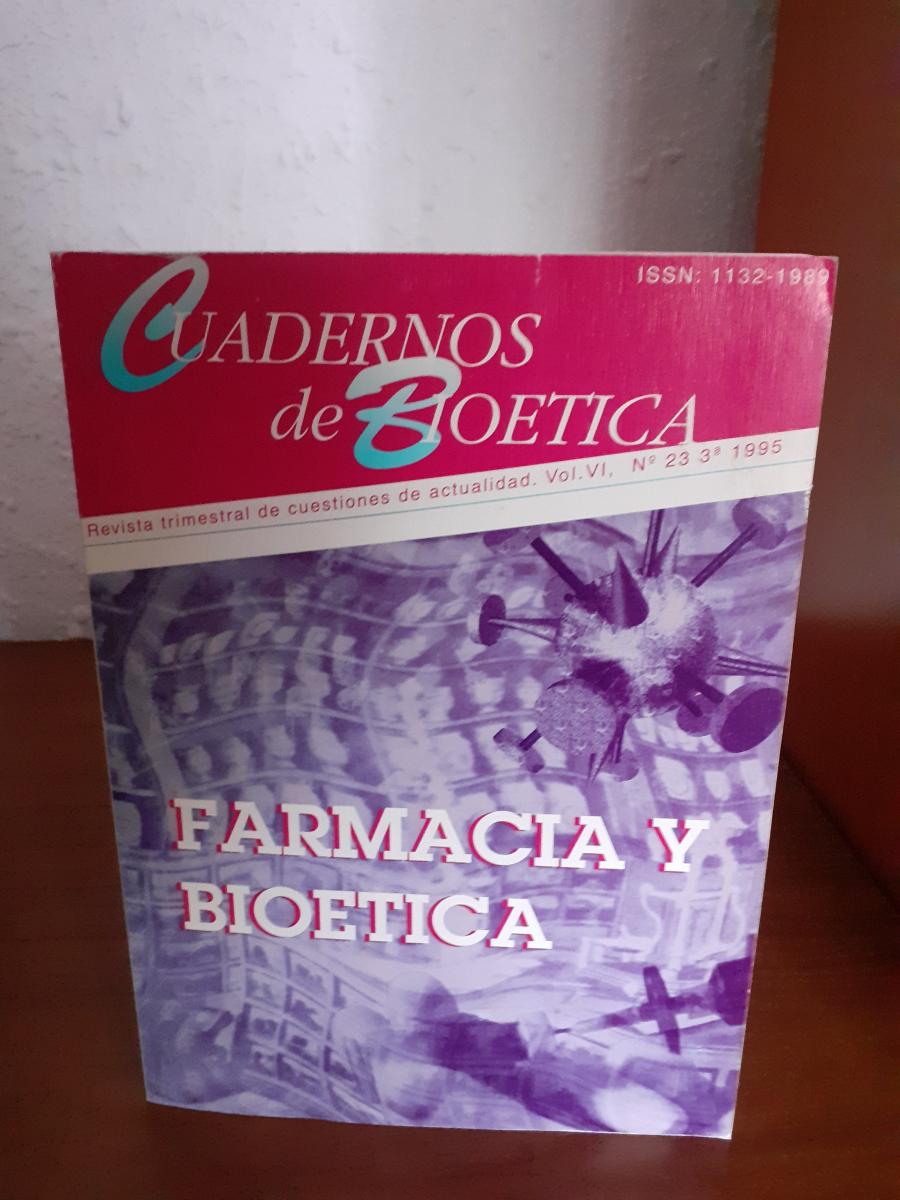 ISSN: 1132-1989
CUADERNOS
de BIOETICA
Revista trimestral de cuestiones de actualidad. Vol.VI, Nº 23 3ª 1995
FARMACIA Y
BIOETICA